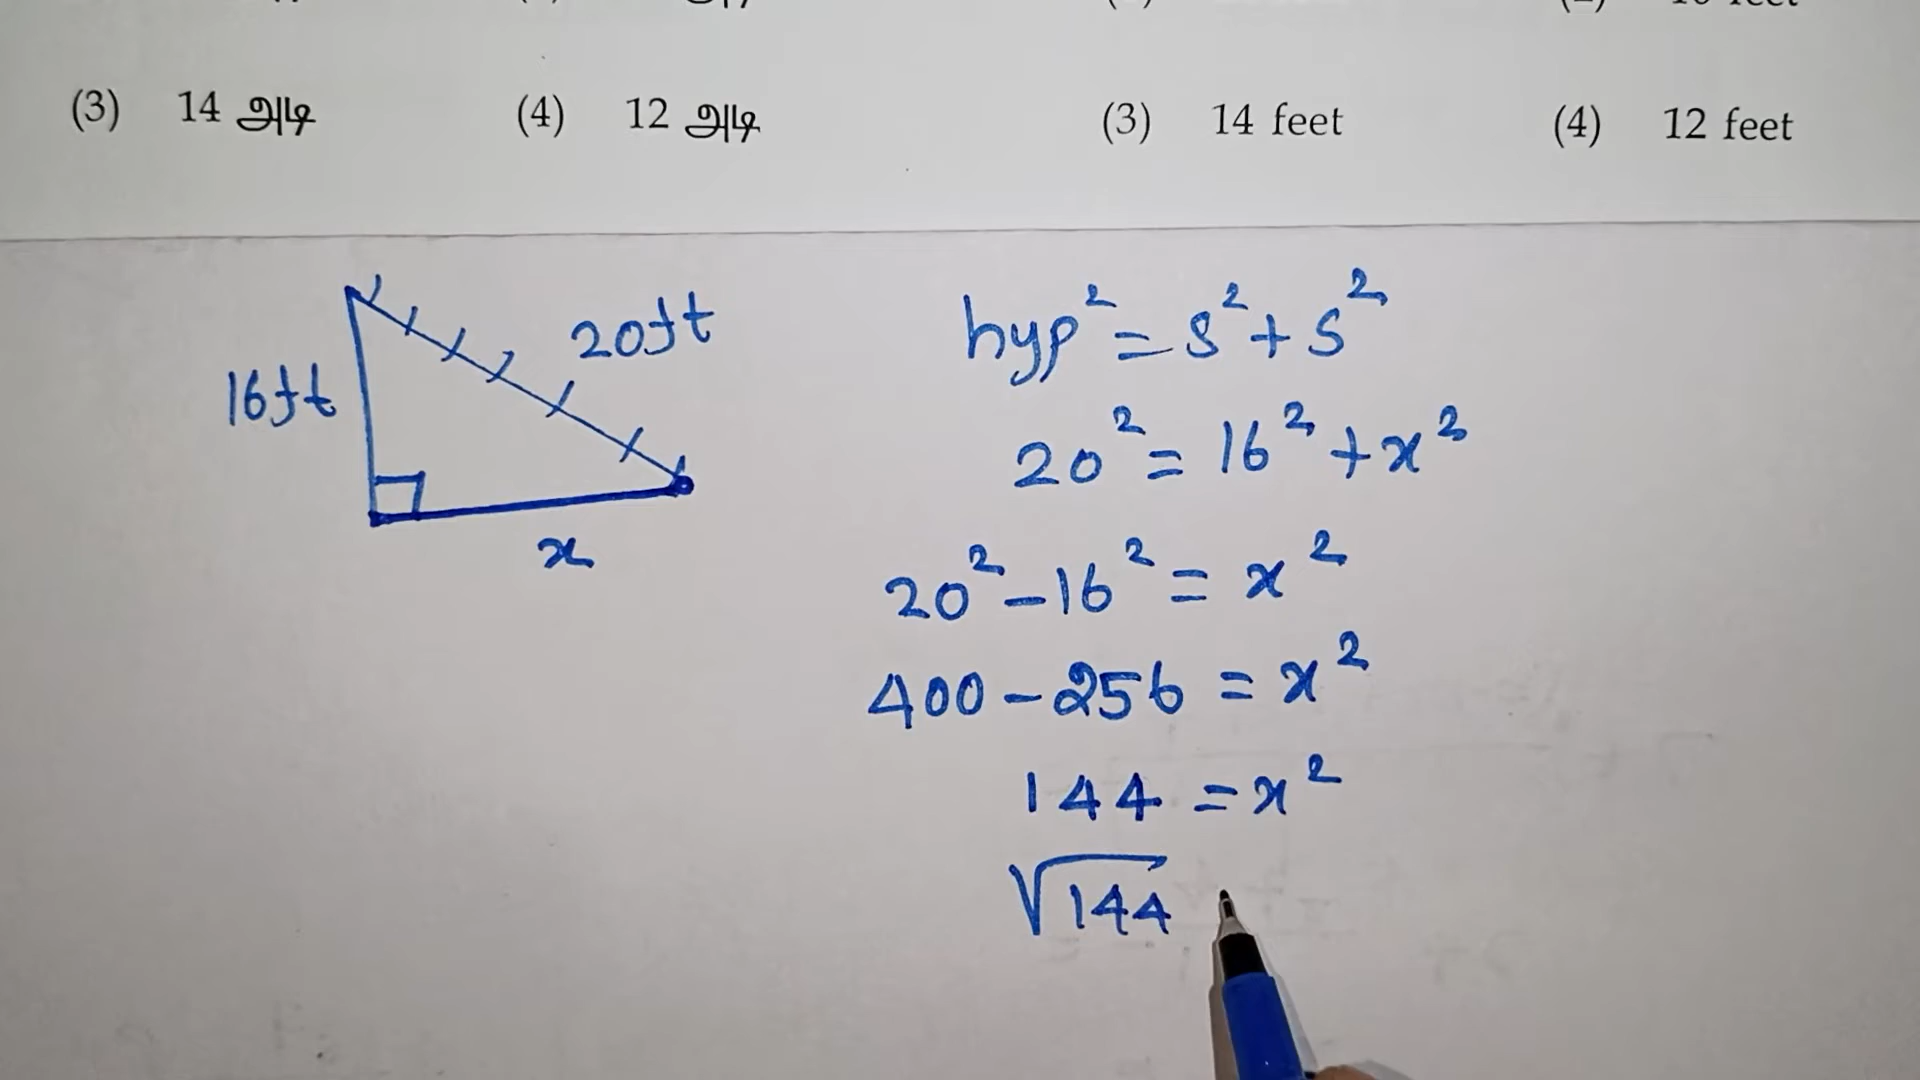 (3) 14 அடி (4) 12 அடி (3) 14 feet (4) 12 feet
16ft
20ft
x
hyp² = s² + s²
20² = 16² + x²
20² - 16² = x²
400 - 256 = x²
144 = x²
√144